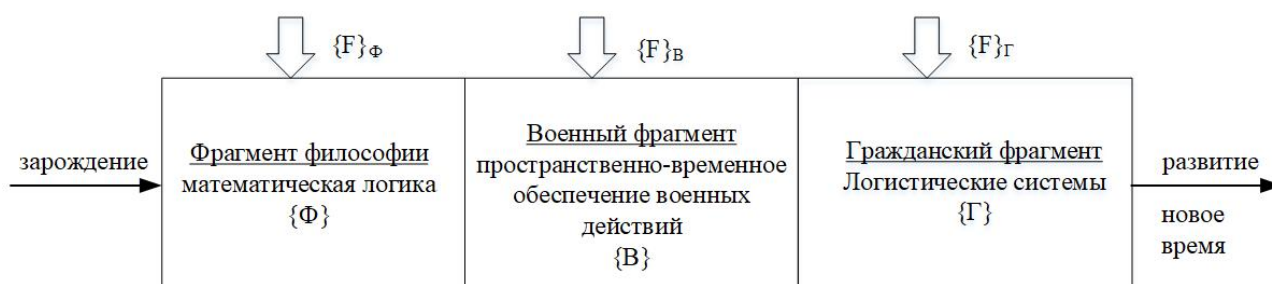 {F}Ф
{F}В
{F}Г
зарождение
Фрагмент философии
математическая логика
{Ф}
Военный фрагмент
пространственно-временное
обеспечение военных
действий
{В}
Гражданский фрагмент
Логистические системы
{Г}
развитие
новое
время